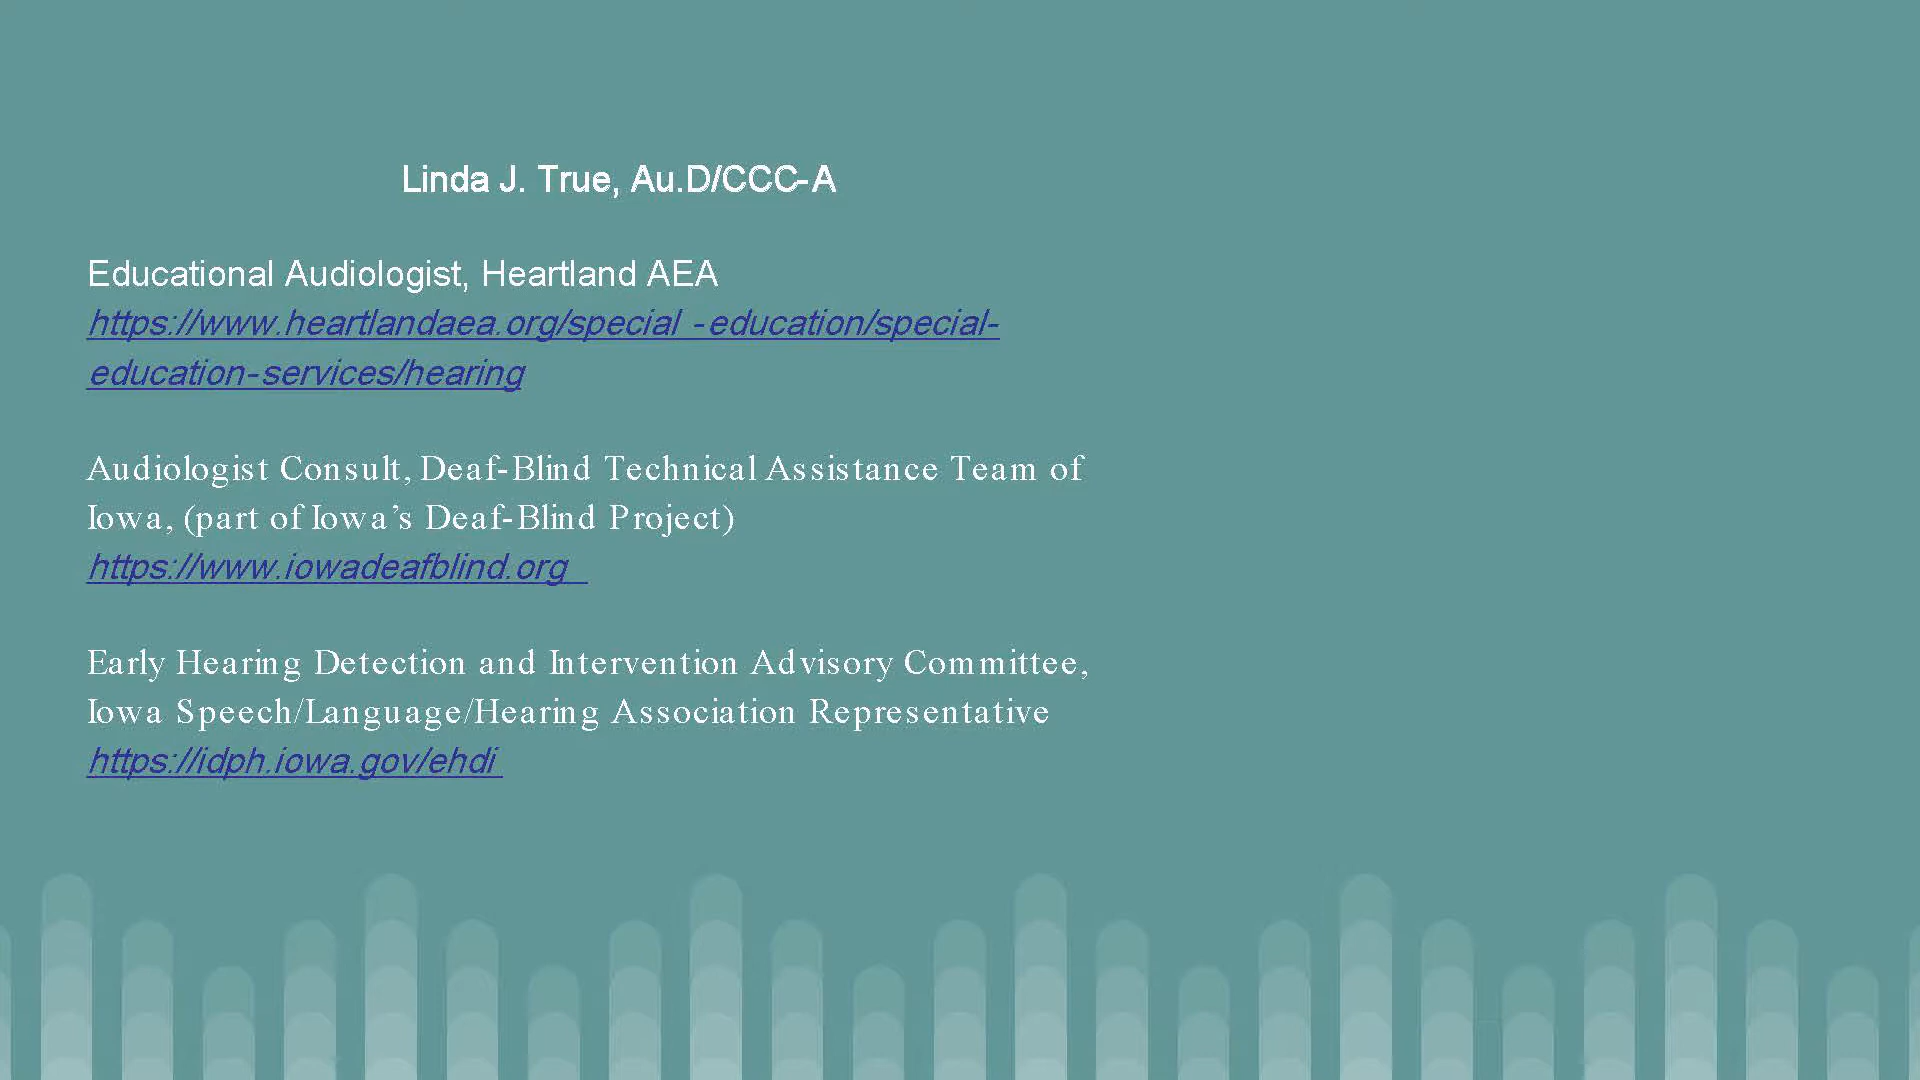 Linda J. True, Au.D/CCC-A
Educational Audiologist, Heartland AEA
https://www.heartlandaea.org/special -education/special-
education-services/hearing
Audiologist Consult, Deaf-Blind Technical Assistance Team of
Iowa, (part of Iowa’s Deaf-Blind Project)
https://www.iowadeafblind.org
Early Hearing Detection and Intervention Advisory Committee,
Iowa Speech/Language/Hearing Association Representative
https://idph.iowa.gov/ehdi